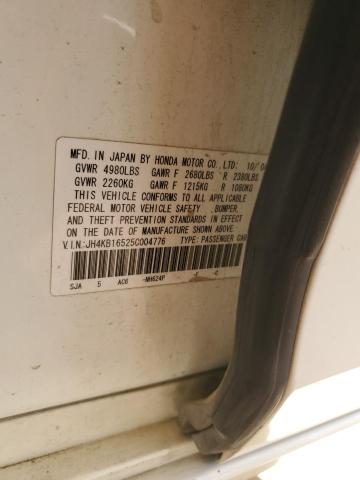 MFD. IN JAPAN BY HONDA MOTOR CO., LTD. 10/04
GVWR 4980LBS GAWR F 2680LBS R 2380LBS
GVWR 2260KG GAWR F 1215KG R 1080KG
THIS VEHICLE CONFORMS TO ALL APPLICABLE
FEDERAL MOTOR VEHICLE SAFETY, BUMPER,
AND THEFT PREVENTION STANDARDS IN EFFECT
ON THE DATE OF MANUFACTURE SHOWN ABOVE.
V.I.N.:JH4KB16525C004776 TYPE: PASSENGER CAR
SJA 5 AC6 -NH624P -F -C